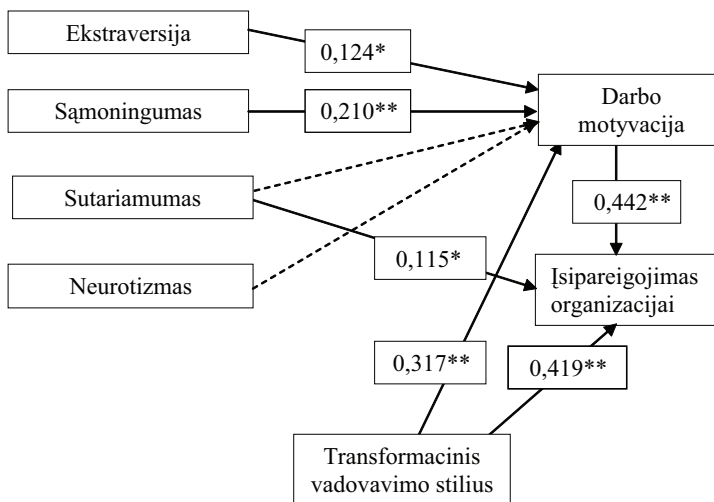 Ekstraversija
0,124*
Sąmoningumas
0,210**
Darbo
motyvacija
Sutariamumas
0,442**
0,115*
Neurotizmas
Įsipareigojimas
organizacijai
0,317**
0,419**
Transformacinis
vadovavimo stilius